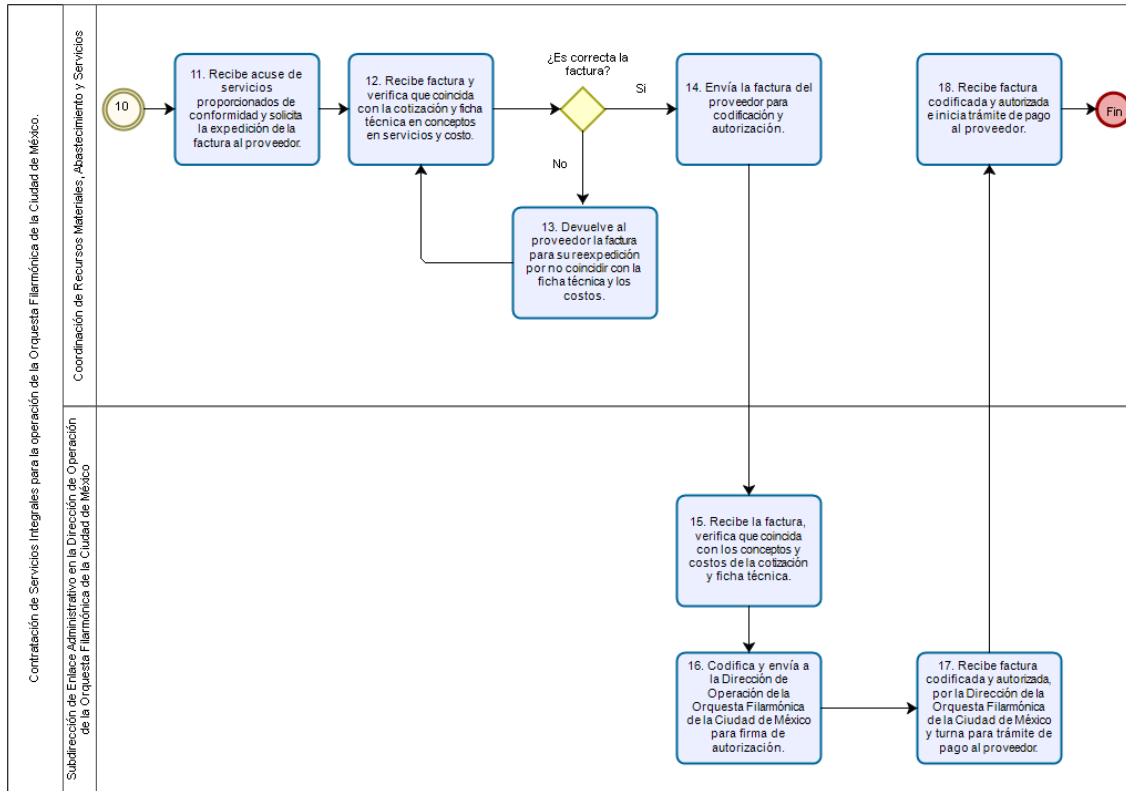 Contratación de Servicios Integrales para la operación de la Orquesta Filarmónica de la Ciudad de México.
Coordinación de Recursos Materiales, Abastecimiento y Servicios
10
11. Recibe acuse de
servicios
proporcionados de
conformidad y solicita
la expedición de la
factura al proveedor.
12. Recibe factura y
verifica que coincida
con la cotización y ficha
técnica en conceptos
en servicios y costo.
¿Es correcta la
factura?
Si
No
13. Devuelve al
proveedor la factura
para su reexpedición
por no coincidir con la
ficha técnica y los
costos.
14. Envía la factura del
proveedor para
codificación y
autorización.
18. Recibe factura
codificada y autorizada
e inicia trámite de pago
al proveedor.
Fin
Subdirección de Enlace Administrativo en la Dirección de Operación
de la Orquesta Filarmónica de la Ciudad de México
15. Recibe la factura,
verifica que coincida
con los conceptos y
costos de la cotización
y ficha técnica.
16. Codifica y envía a
la Dirección de
Operación de la
Orquesta Filarmónica
de la Ciudad de México
para firma de
autorización.
17. Recibe factura
codificada y autorizada,
por la Dirección de la
Orquesta Filarmónica
de la Ciudad de México
y turna para trámite de
pago al proveedor.